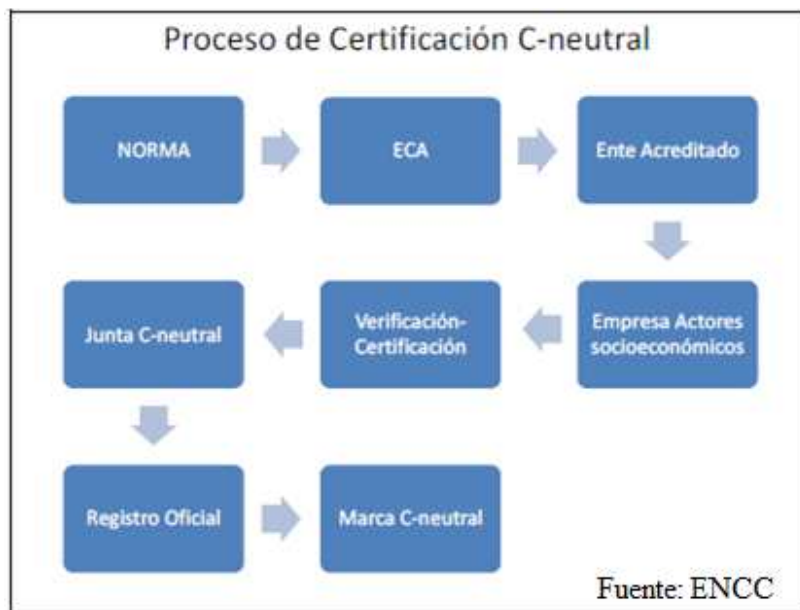 Proceso de Certificación C-neutral
NORMA
ECA
Ente Acreditado
Empresa Actores
socioeconómicos
Verificación-
Certificación
Junta C-neutral
Registro Oficial
Marca C-neutral
Fuente: ENCC